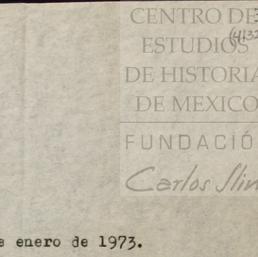 CENTRO DE
ESTUDIOS
DE HISTORIA
DE MEXICO
FUNDACIÓ
Carlos Slim
e enero de 1973.